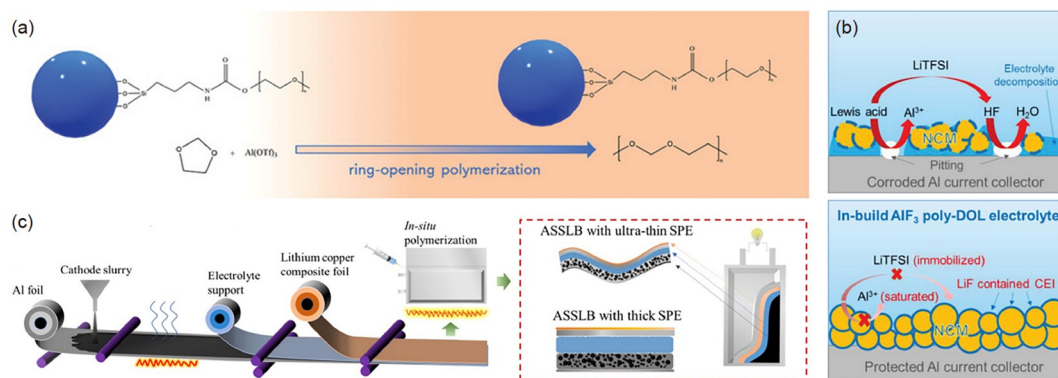 (a)
O
O
O
Si
N
H
O
O
O
n
O
O
O
Si
N
H
O
O
O
n
O
O
+ Al(OTf)3
ring-opening polymerization
O
O
O
n
(b)
LiTFSI
Electrolyte
decomposition
Lewis acid
Al3+
HF
H2O
NCM
Pitting
Corroded Al current collector
In-build AlF3 poly-DOL electrolyte
LiTFSI (immobilized)
Al3+ (saturated)
LiF contained CEI
NCM
Protected Al current collector
(c)
Al foil
Cathode slurry
Electrolyte
support
Lithium copper
composite foil
In-situ
polymerization
ASSLB with ultra-thin SPE
ASSLB with thick SPE